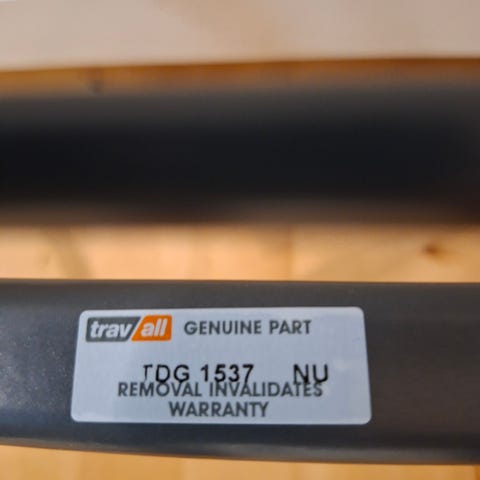 trav/all GENUINE PART
TDG 1537 NU
REMOVAL INVALIDATES
WARRANTY